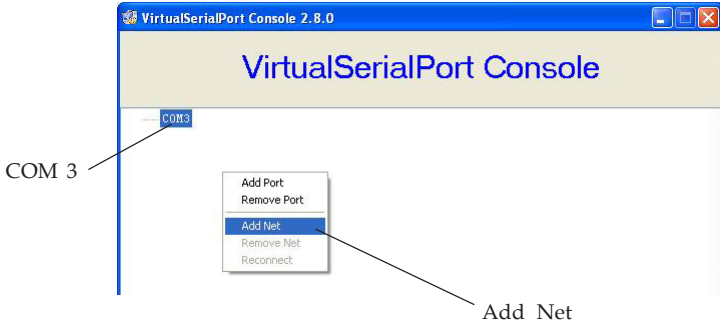 VirtualSerialPort Console 2.8.0
VirtualSerialPort Console
COM3
COM 3
Add Port
Remove Port
Add Net
Remove Net
Reconnect
Add Net